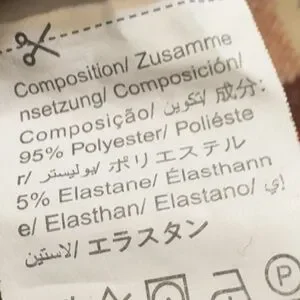 Composition/ Zusamme
nsetzung/ Composición/
Composição/ تكوين/ 成分:
95% Polyester/ Poliéste
r/ بوليستر/ ポリエステル
5% Elastane/ Élasthann
e/ Elasthan/ Elastano/ إي
لاستين/ エラスタン